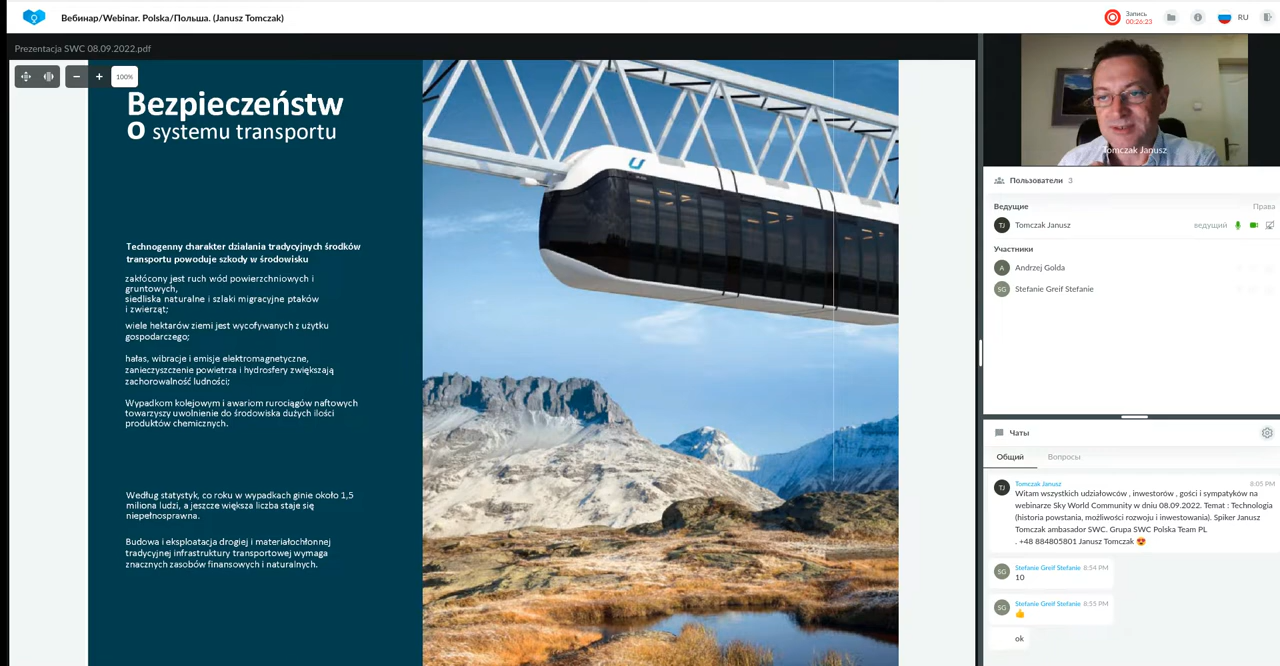 Вебинар/Webinar. Polska/Польша. (Janusz Tomczak)
Запись
00:26:23
RU
Prezentacja SWC 08.09.2022.pdf
100%
Bezpieczeństw
o systemu transportu
Technogenny charakter działania tradycyjnych środków
transportu powoduje szkody w środowisku
zakłócony jest ruch wód powierzchniowych i
gruntowych,
siedliska naturalne i szlaki migracyjne ptaków
i zwierząt;
wiele hektarów ziemi jest wycofywanych z użytku
gospodarczego;
hałas, wibracje i emisje elektromagnetyczne,
zanieczyszczenie powietrza i hydrosfery zwiększają
zachorowalność ludności;
Wypadkom kolejowym i awariom rurociągów naftowych
towarzyszy uwolnienie do środowiska dużych ilości
produktów chemicznych.
Według statystyk, co roku w wypadkach ginie około 1,5
miliona ludzi, a jeszcze większa liczba staje się
niepełnosprawna.
Budowa i eksploatacja drogiej i materiałochłonnej
tradycyjnej infrastruktury transportowej wymaga
znacznych zasobów finansowych i naturalnych.
Tomczak Janusz
Пользователи 3
Ведущие Права
TJ Tomczak Janusz ведущий
Участники
A Andrzej Golda
SG Stefanie Greif Stefanie
Чаты
Общий Вопросы
TJ Tomczak Janusz 8:05 PM
Witam wszystkich udziałowców , inwestorów , gości i sympatyków na
webinarze Sky World Community w dniu 08.09.2022. Temat : Technologia
(historia powstania, możliwości rozwoju i inwestowania). Spiker Janusz
Tomczak ambasador SWC. Grupa SWC Polska Team PL
. +48 884805801 Janusz Tomczak 😍
SG Stefanie Greif Stefanie 8:54 PM
10
SG Stefanie Greif Stefanie 8:55 PM
👍
ok